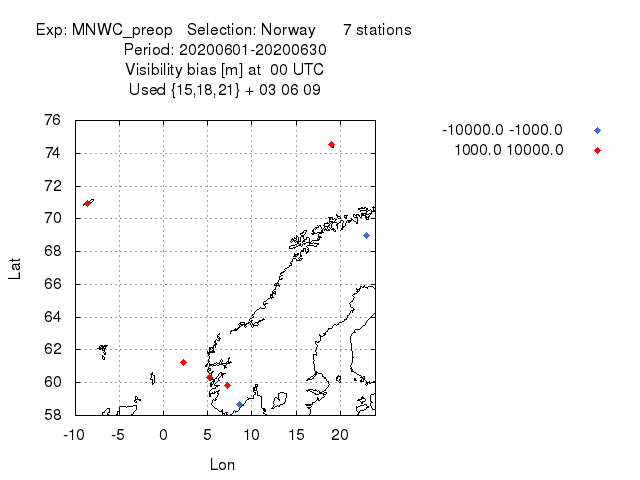 Exp: MNWC_preop   Selection: Norway      7 stations
Period: 20200601-20200630
Visibility bias [m] at  00 UTC
Used {15,18,21} + 03 06 09
-10000.0 -1000.0
1000.0 10000.0
76
74
72
70
68
66
64
62
60
58
Lat
-10 -5 0 5 10 15 20
Lon